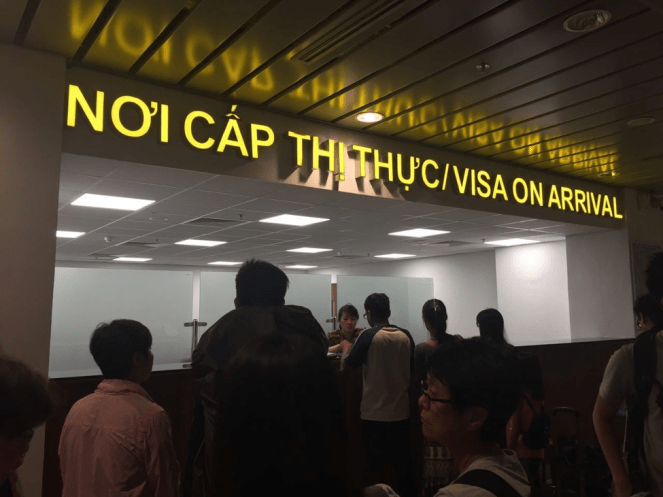 NƠI CẤP THỊ THỰC/VISA ON ARRIVAL